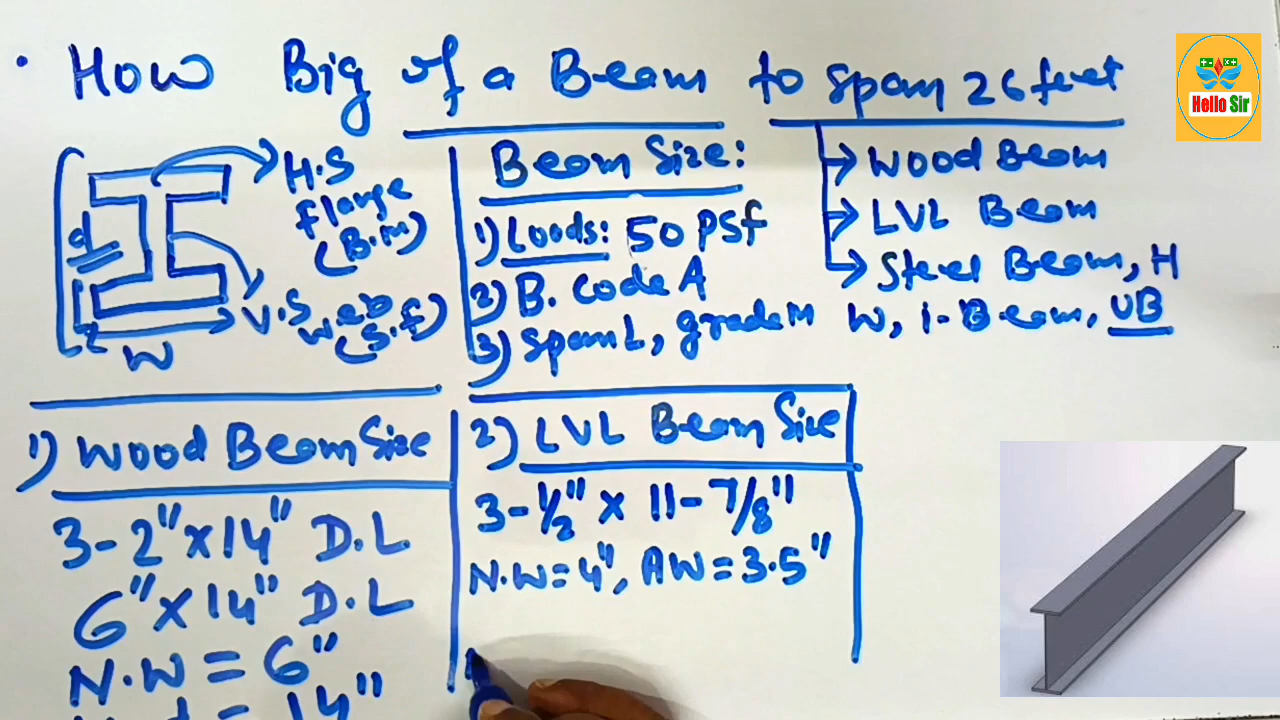 How Big of a Beam to span 26 feet
Hello Sir
H.S
flange
(B.M)
d
V.S
Web
(S.f)
W
Beam Size:
1) Loads: 50 psf
2) B. code A
3) Span L, grade M
Wood Beam
LVL Beam
Steel Beam, H
W, i-Beam, UB
1) Wood Beam Size
3-2"x14" D.L.
6"x14" D.L
N.W = 6"
= 14"
2) LVL Beam Size
3-½" x 11-7/8"
N.W = 4", AW = 3.5"